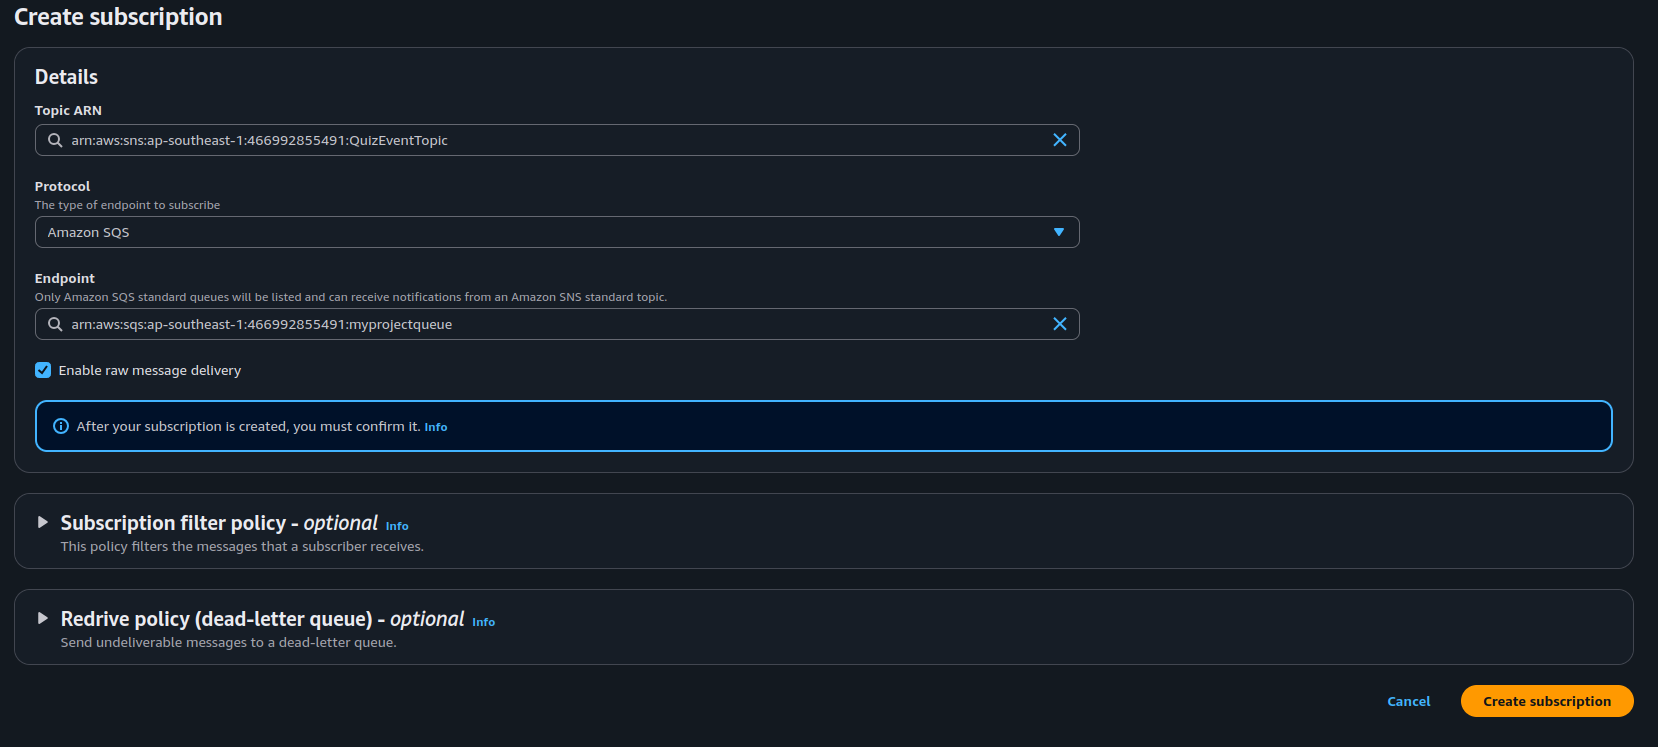 Create subscription
Details
Topic ARN
arn:aws:sns:ap-southeast-1:466992855491:QuizEventTopic
Protocol
The type of endpoint to subscribe
Amazon SQS
Endpoint
Only Amazon SQS standard queues will be listed and can receive notifications from an Amazon SNS standard topic.
arn:aws:sqs:ap-southeast-1:466992855491:myprojectqueue
Enable raw message delivery
After your subscription is created, you must confirm it. Info
Subscription filter policy - optional Info
This policy filters the messages that a subscriber receives.
Redrive policy (dead-letter queue) - optional Info
Send undeliverable messages to a dead-letter queue.
Cancel Create subscription